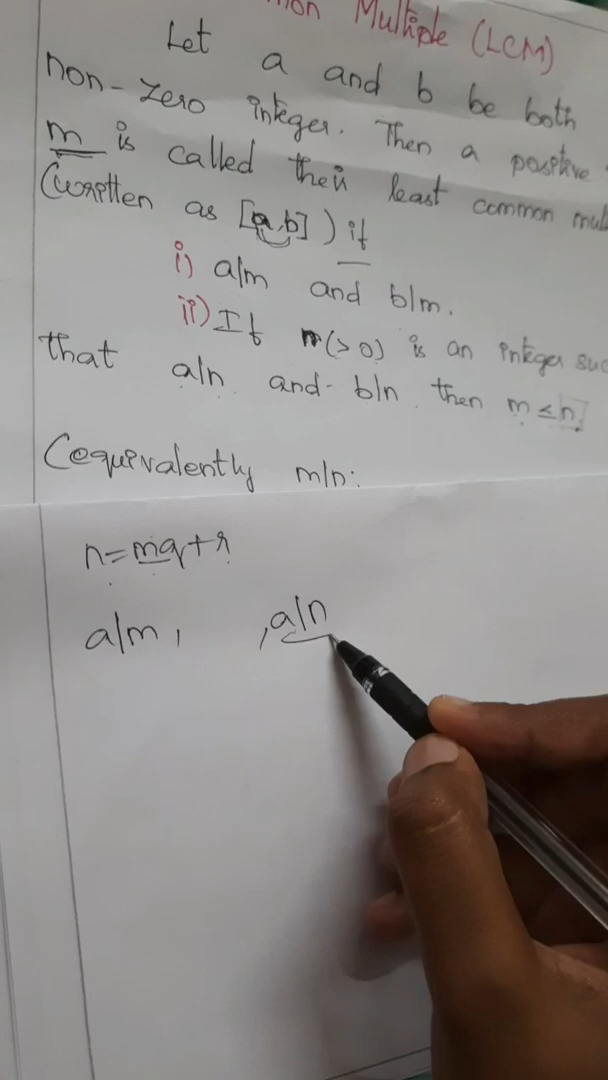 Multiple (LCM)
Let a and b be both
non-zero integer. Then a positive
m is called their least common
(written as [a,b]) if
i) a/m and b/m.
ii) If n(>0) is an integer
that a/n and b/n then m ≤ n.
(equivalently m/n:
n=mq+r
a/m, , a/n